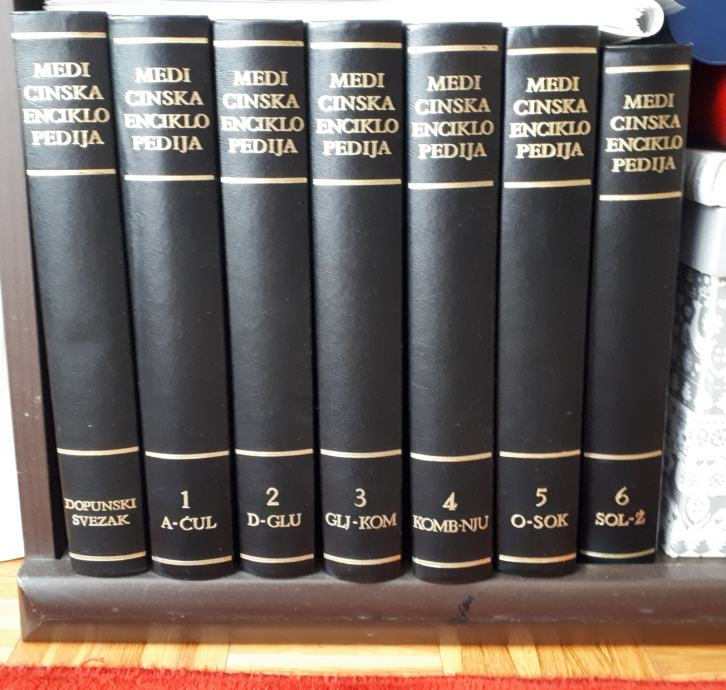 MEDI
CINSKA
ENCIKLO
PEDIJA
DOPUNSKI
SVEZAK
MEDI
CINSKA
ENCIKLO
PEDIJA
1
A-ĆUL
MEDI
CINSKA
ENCIKLO
PEDIJA
2
D-GLU
MEDI
CINSKA
ENCIKLO
PEDIJA
3
GLJ-KOM
MEDI
CINSKA
ENCIKLO
PEDIJA
4
KOMB-NJU
MEDI
CINSKA
ENCIKLO
PEDIJA
5
O-SOK
MEDI
CINSKA
ENCIKLO
PEDIJA
6
SOL-Ž